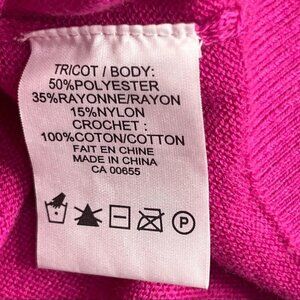 TRICOT / BODY:
50%POLYESTER
35%RAYONNE/RAYON
15%NYLON
CROCHET :
100%COTON/COTTON
FAIT EN CHINE
MADE IN CHINA
CA 00655
P